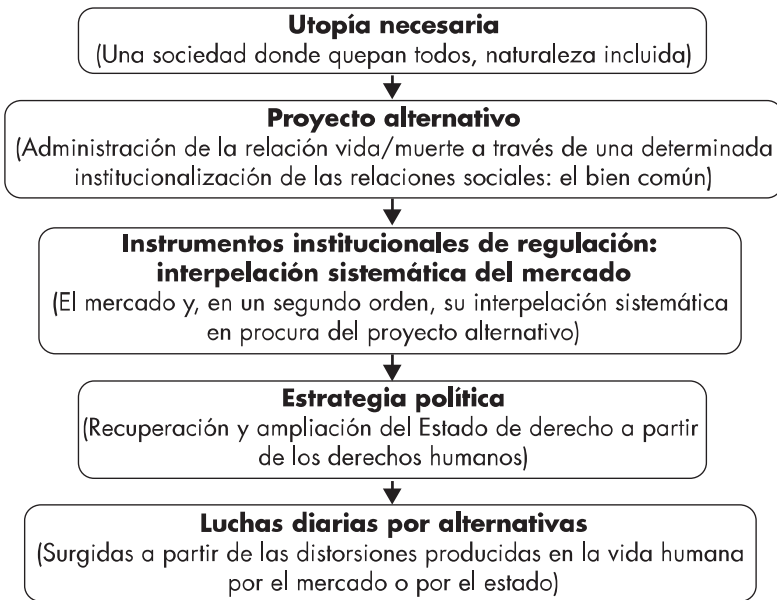 Utopía necesaria
(Una sociedad donde quepan todos, naturaleza incluida)
Proyecto alternativo
(Administración de la relación vida/muerte a través de una determinada
institucionalización de las relaciones sociales: el bien común)
Instrumentos institucionales de regulación:
interpelación sistemática del mercado
(El mercado y, en un segundo orden, su interpelación sistemática
en procura del proyecto alternativo)
Estrategia política
(Recuperación y ampliación del Estado de derecho a partir
de los derechos humanos)
Luchas diarias por alternativas
(Surgidas a partir de las distorsiones producidas en la vida humana
por el mercado o por el estado)